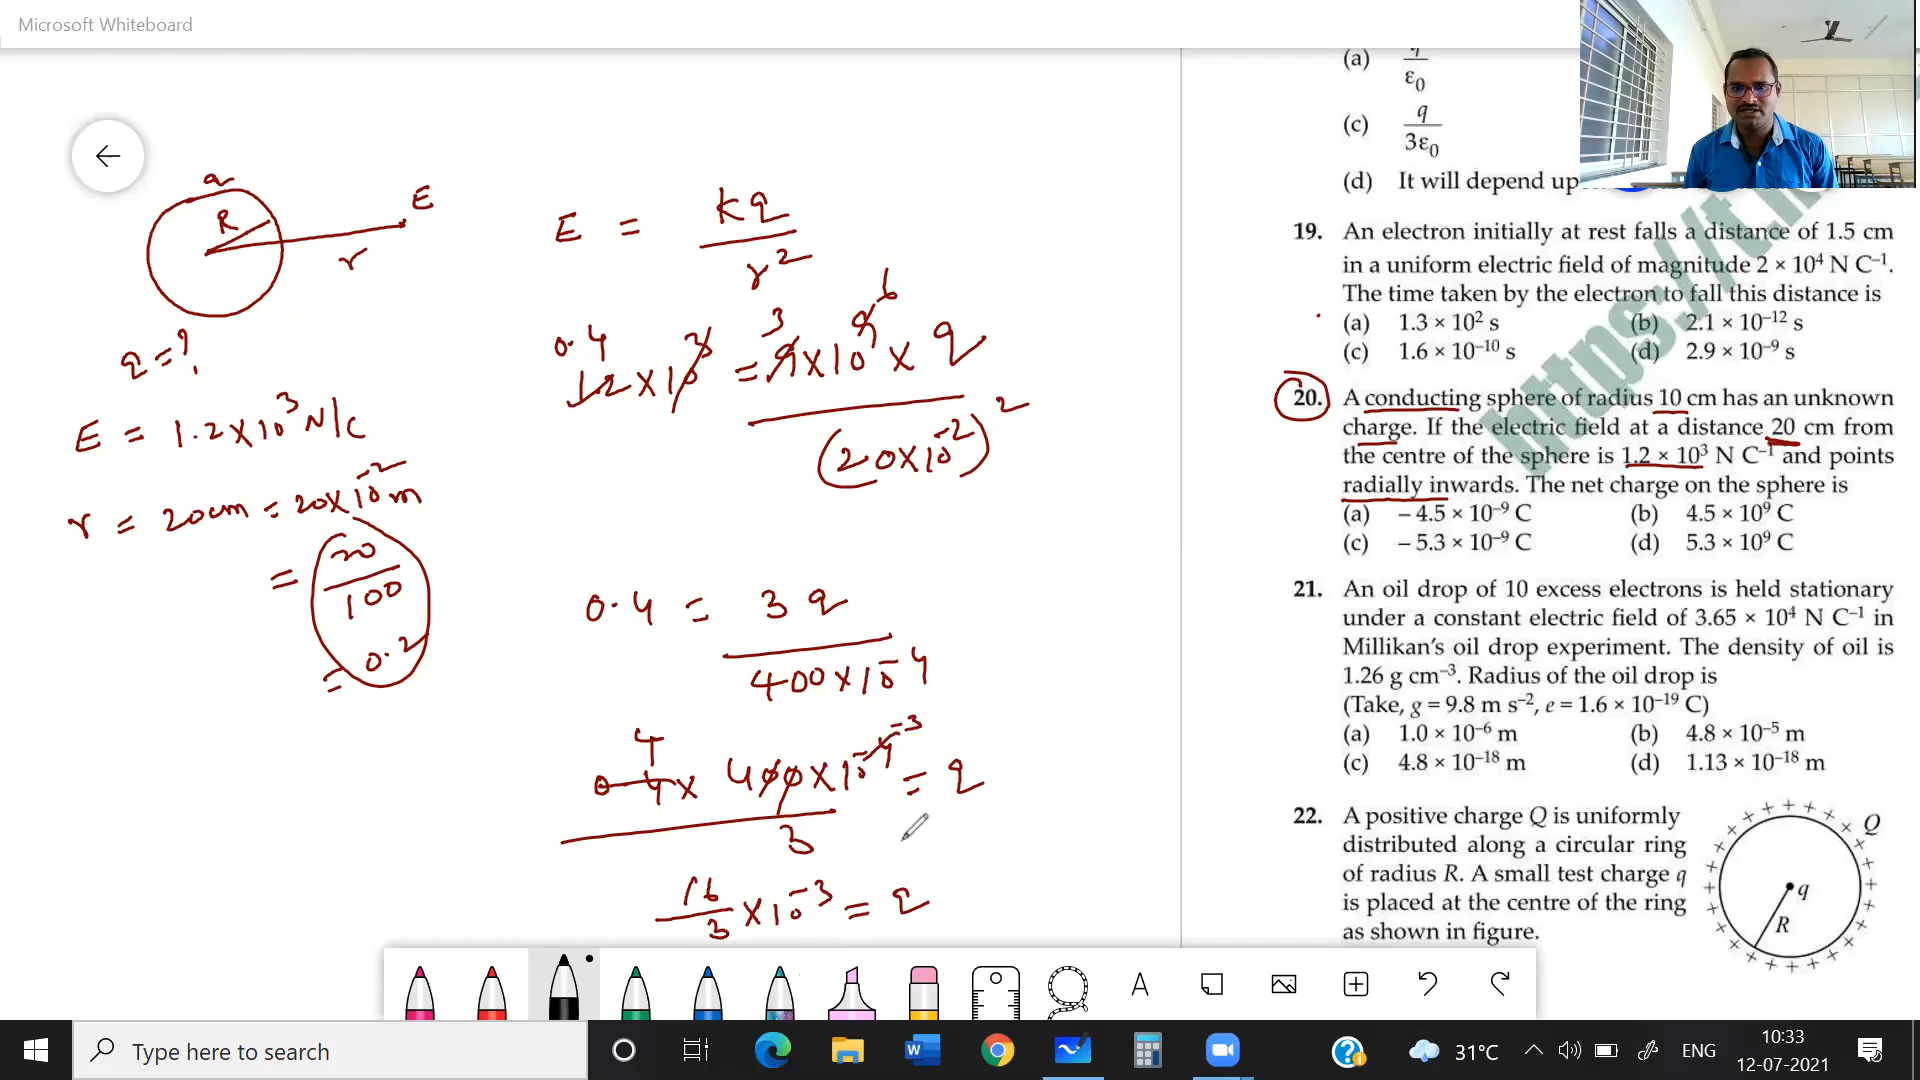 Microsoft Whiteboard
a
R
E
r
q = ?
E = 1.2 × 10³ N/C
r = 20cm = 20×10⁻² m
= 20/100
= 0.2
E = kq/r²
0.4 3 6
12×10³ = 9×10⁹ × q
(20×10⁻²)²
0.4 = 3q
400×10⁻⁴
4 -3
0.4 × 400×10⁻⁴ = q
3
16/3 × 10⁻³ = q
(a) q/ε₀
(c) q/3ε₀
(d) It will depend up
https://t.
19. An electron initially at rest falls a distance of 1.5 cm
in a uniform electric field of magnitude 2 × 10⁴ N C⁻¹.
The time taken by the electron to fall this distance is
(a) 1.3 × 10² s (b) 2.1 × 10⁻¹² s
(c) 1.6 × 10⁻¹⁰ s (d) 2.9 × 10⁻⁹ s
20. A conducting sphere of radius 10 cm has an unknown
charge. If the electric field at a distance 20 cm from
the centre of the sphere is 1.2 × 10³ N C⁻¹ and points
radially inwards. The net charge on the sphere is
(a) – 4.5 × 10⁻⁹ C (b) 4.5 × 10⁹ C
(c) – 5.3 × 10⁻⁹ C (d) 5.3 × 10⁹ C
21. An oil drop of 10 excess electrons is held stationary
under a constant electric field of 3.65 × 10⁴ N C⁻¹ in
Millikan's oil drop experiment. The density of oil is
1.26 g cm⁻³. Radius of the oil drop is
(Take, g = 9.8 m s⁻², e = 1.6 × 10⁻¹⁹ C)
(a) 1.0 × 10⁻⁶ m (b) 4.8 × 10⁻⁵ m
(c) 4.8 × 10⁻¹⁸ m (d) 1.13 × 10⁻¹⁸ m
22. A positive charge Q is uniformly
distributed along a circular ring
of radius R. A small test charge q
is placed at the centre of the ring
as shown in figure.
Q
q
R
A
Type here to search
W
31°C
ENG
10:33
12-07-2021